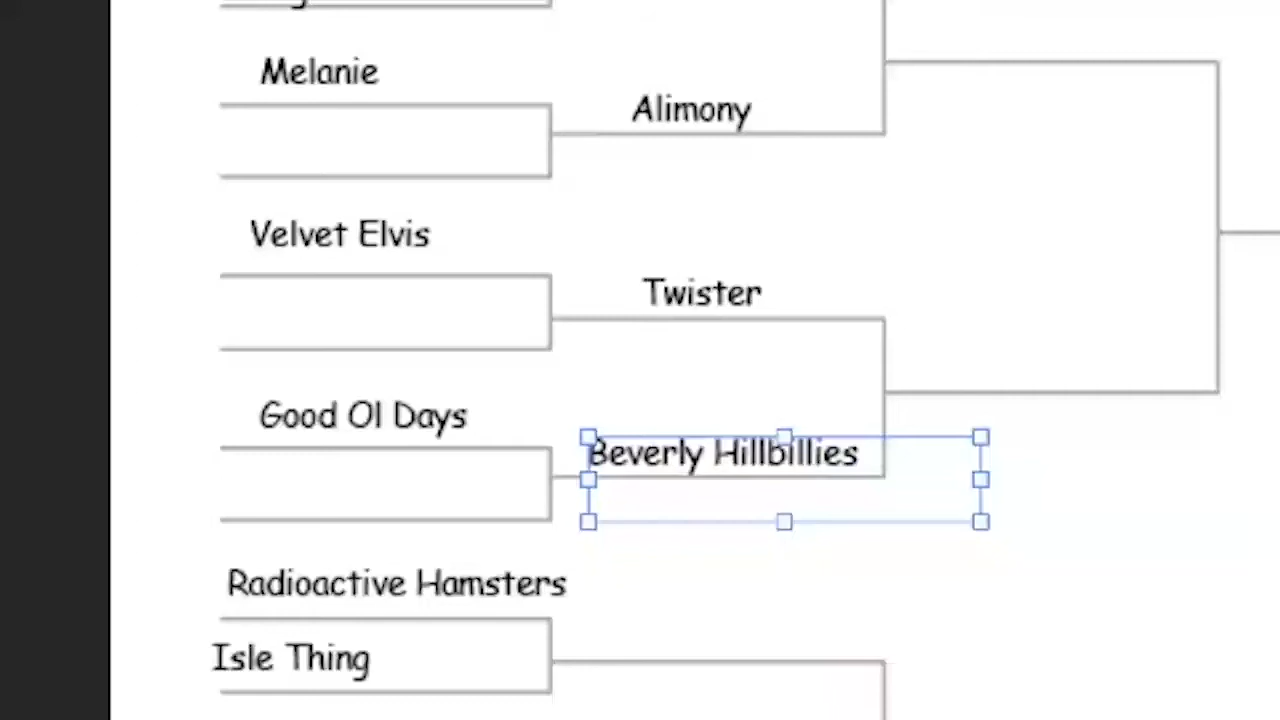 Melanie
Alimony
Velvet Elvis
Twister
Good Ol Days
Beverly Hillbillies
Radioactive Hamsters
Isle Thing